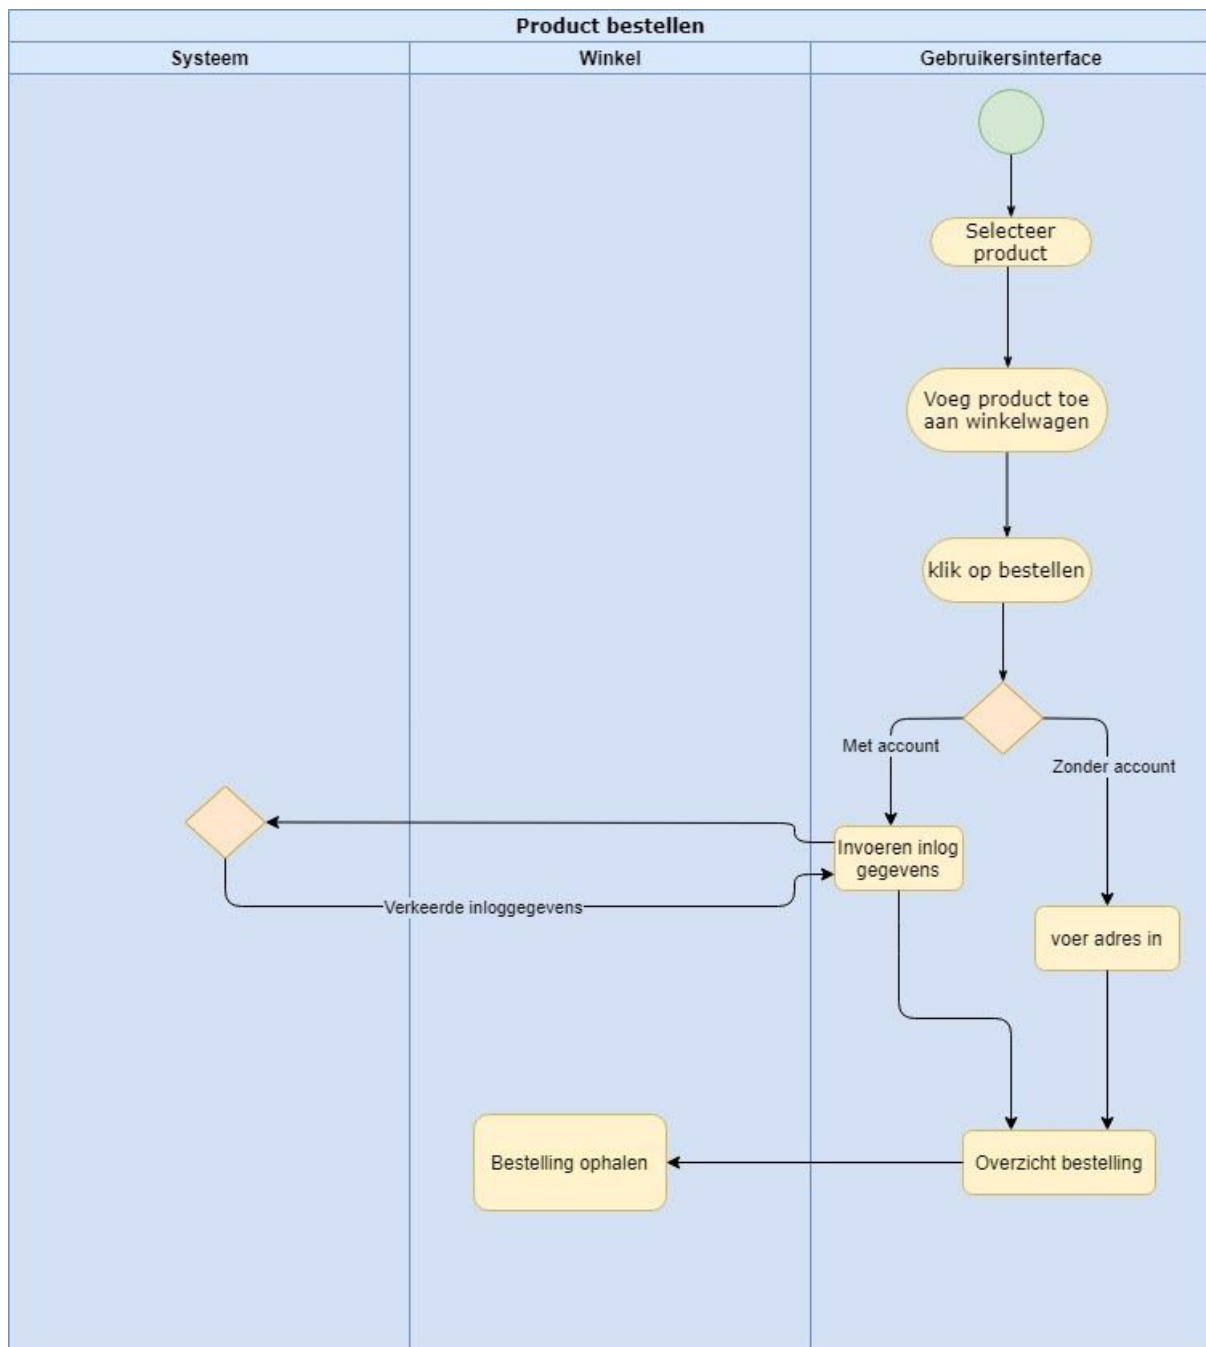 Product bestellen
Systeem
Winkel
Gebruikersinterface
Selecteer
product
Voeg product toe
aan winkelwagen
klik op bestellen
Met account
Zonder account
Invoeren inlog
gegevens
Verkeerde inloggegevens
voer adres in
Bestelling ophalen
Overzicht bestelling